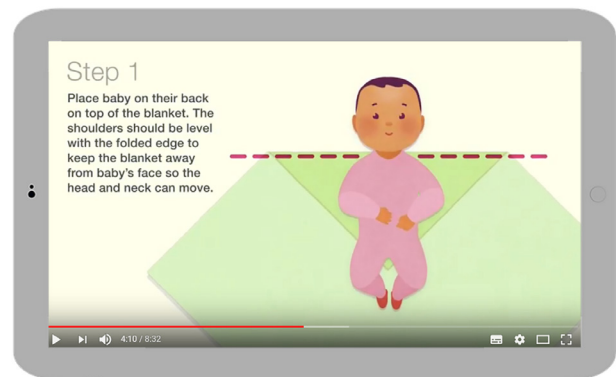 Step 1
Place baby on their back
on top of the blanket. The
shoulders should be level
with the folded edge to
keep the blanket away
from baby's face so the
head and neck can move.
4:10 / 8:32